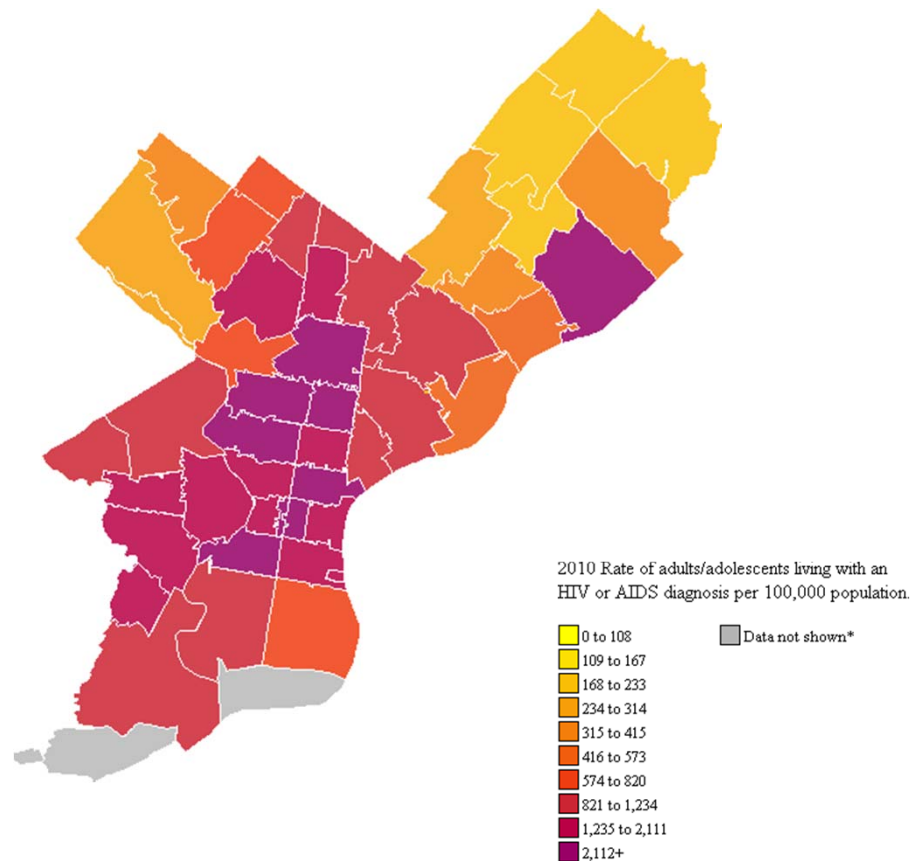 2010 Rate of adults/adolescents living with an
HIV or AIDS diagnosis per 100,000 population.
0 to 108
Data not shown*
109 to 167
168 to 233
234 to 314
315 to 415
416 to 573
574 to 820
821 to 1,234
1,235 to 2,111
2,112+